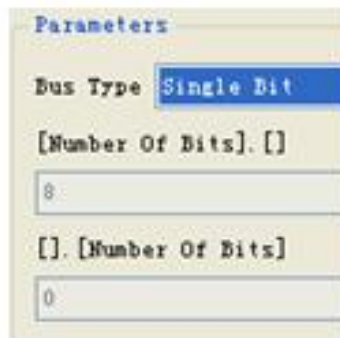 Parameters
Bus Type Single Bit
[Number Of Bits].[]
8
[].[Number Of Bits]
0